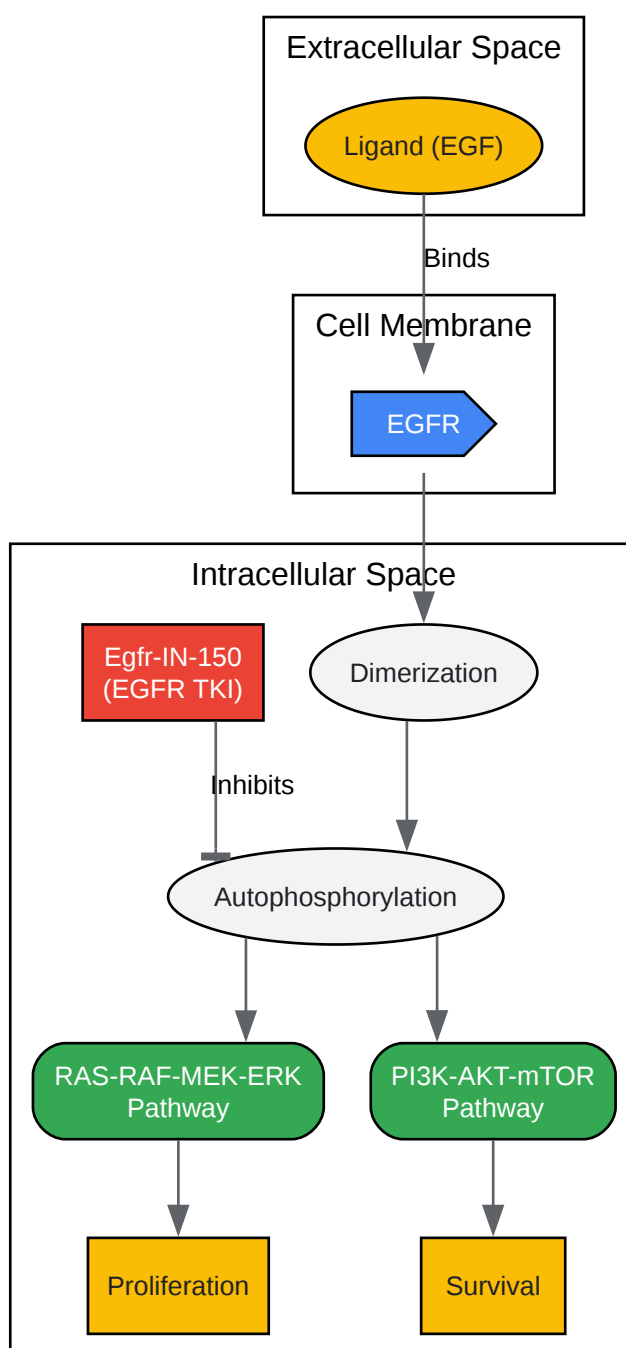 Extracellular Space
Ligand (EGF)
Binds
Cell Membrane
EGFR
Intracellular Space
Egfr-IN-150
(EGFR TKI)
Dimerization
Inhibits
Autophosphorylation
RAS-RAF-MEK-ERK
Pathway
PI3K-AKT-mTOR
Pathway
Proliferation
Survival